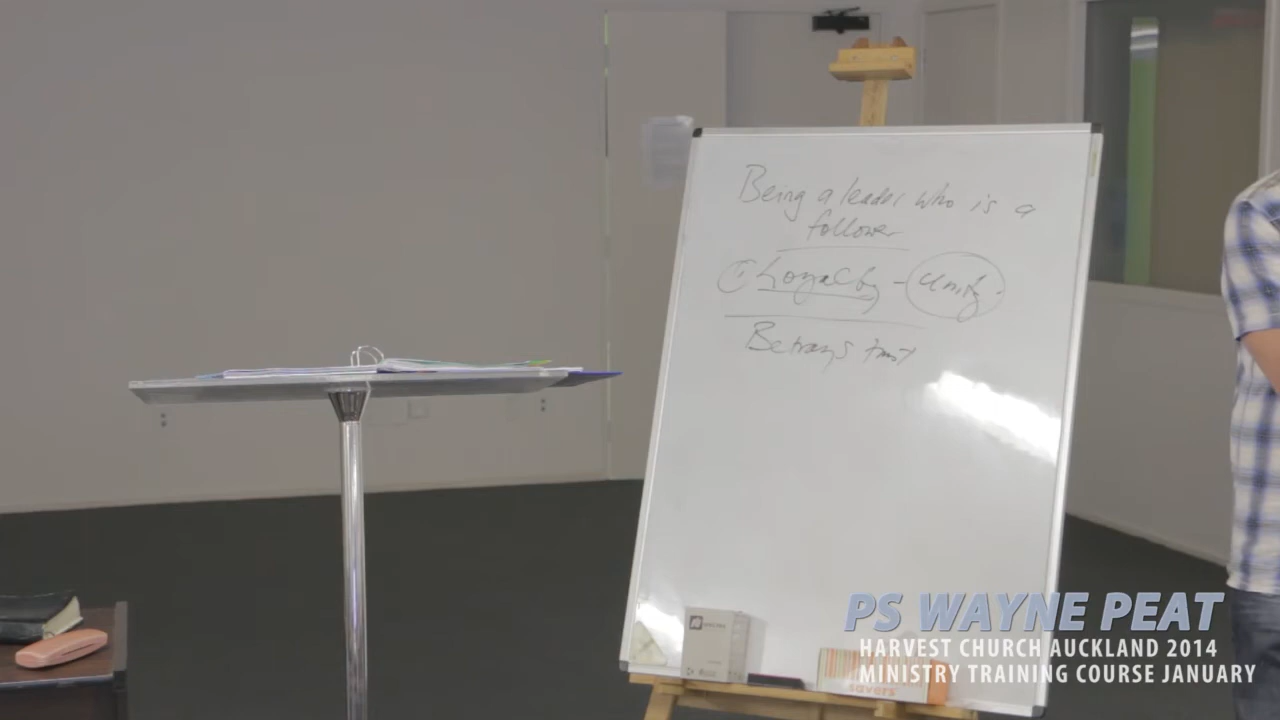 Being a leader who is a
follower
① Loyalty - Unity
Betrays trust
PS WAYNE PEAT
HARVEST CHURCH AUCKLAND 2014
MINISTRY TRAINING COURSE JANUARY